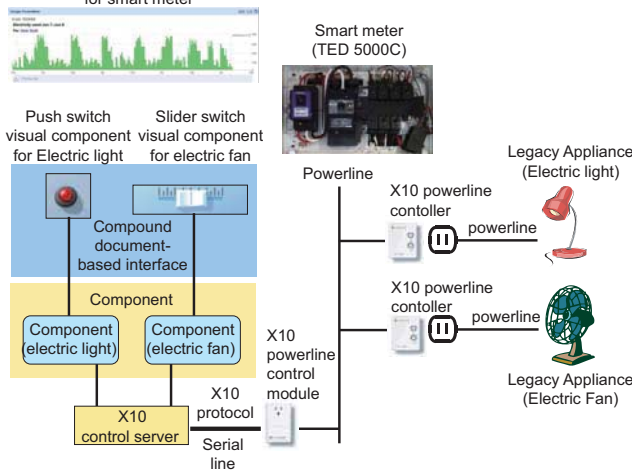 for smart meter
Smart meter
(TED 5000C)
Push switch
visual component
for Electric light
Slider switch
visual component
for electric fan
Powerline
Legacy Appliance
(Electric light)
X10 powerline
contoller
powerline
Compound
document-
based interface
Component
X10 powerline
contoller
powerline
Component
(electric light)
Component
(electric fan)
X10
powerline
control
module
Legacy Appliance
(Electric Fan)
X10
control server
X10
protocol
Serial
line